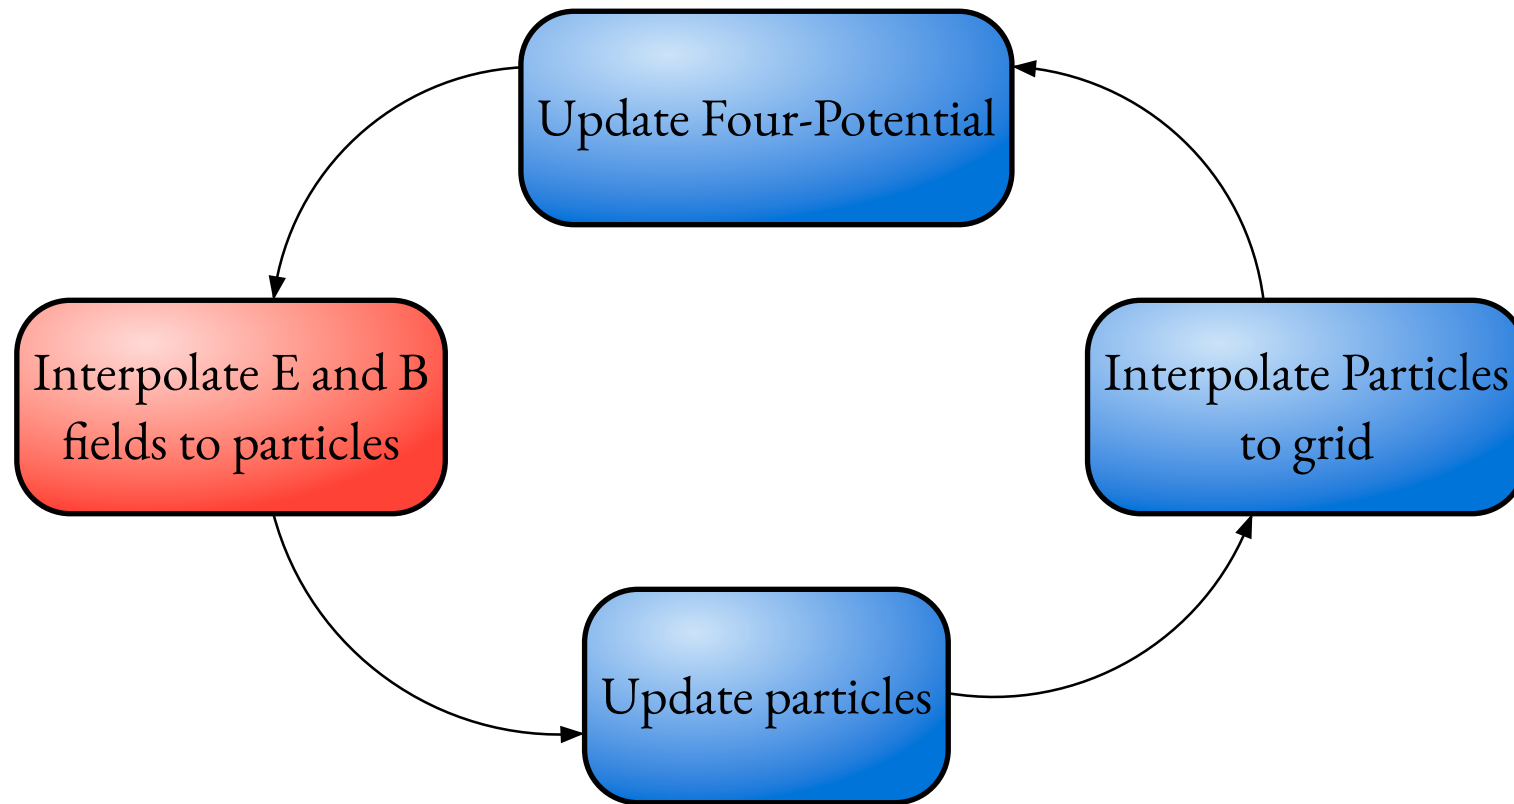 Update Four-Potential
Interpolate E and B
fields to particles
Interpolate Particles
to grid
Update particles